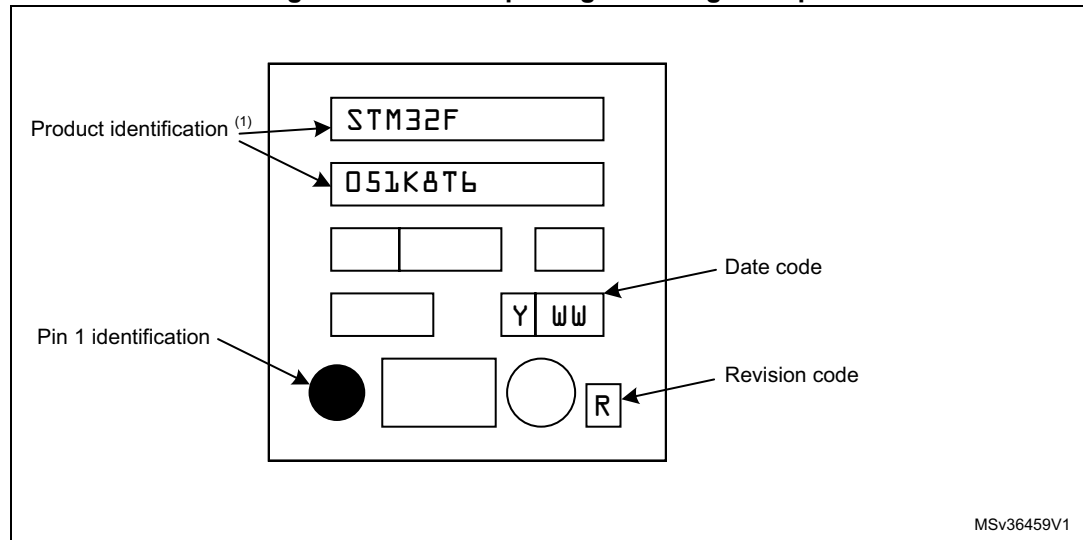 STM32F
Product identification (1)
051K8T6
Date code
Y WW
Pin 1 identification
Revision code
R
MSv36459V1